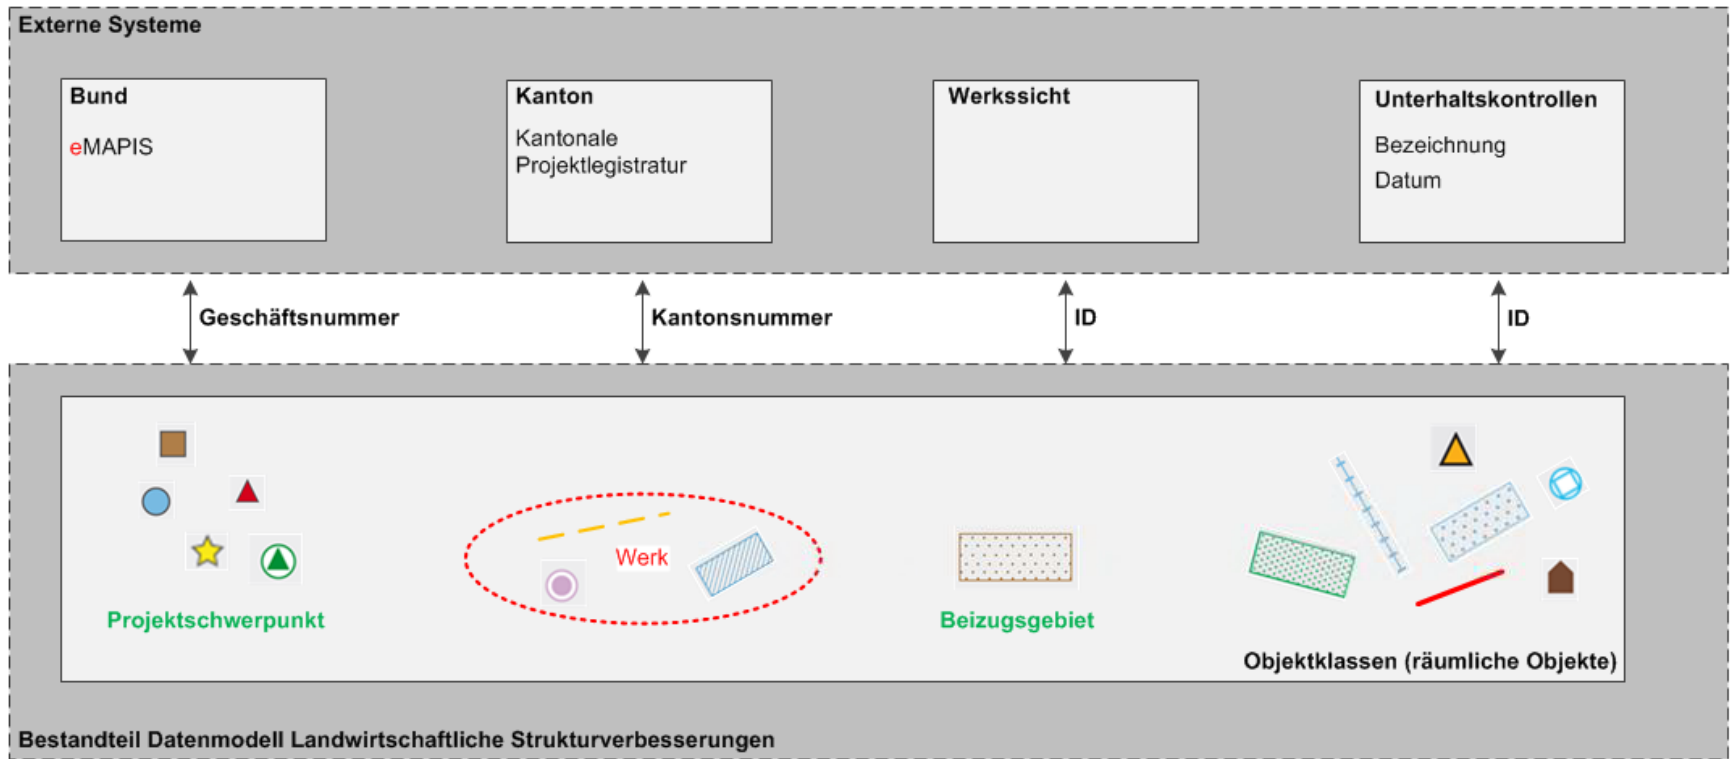 Externe Systeme
Bund
eMAPIS
Kanton
Kantonale
Projektlegistratur
Werkssicht
Unterhaltskontrollen
Bezeichnung
Datum
Geschäftsnummer
Kantonsnummer
ID
ID
Werk
Projektschwerpunkt
Beizugsgebiet
Objektklassen (räumliche Objekte)
Bestandteil Datenmodell Landwirtschaftliche Strukturverbesserungen